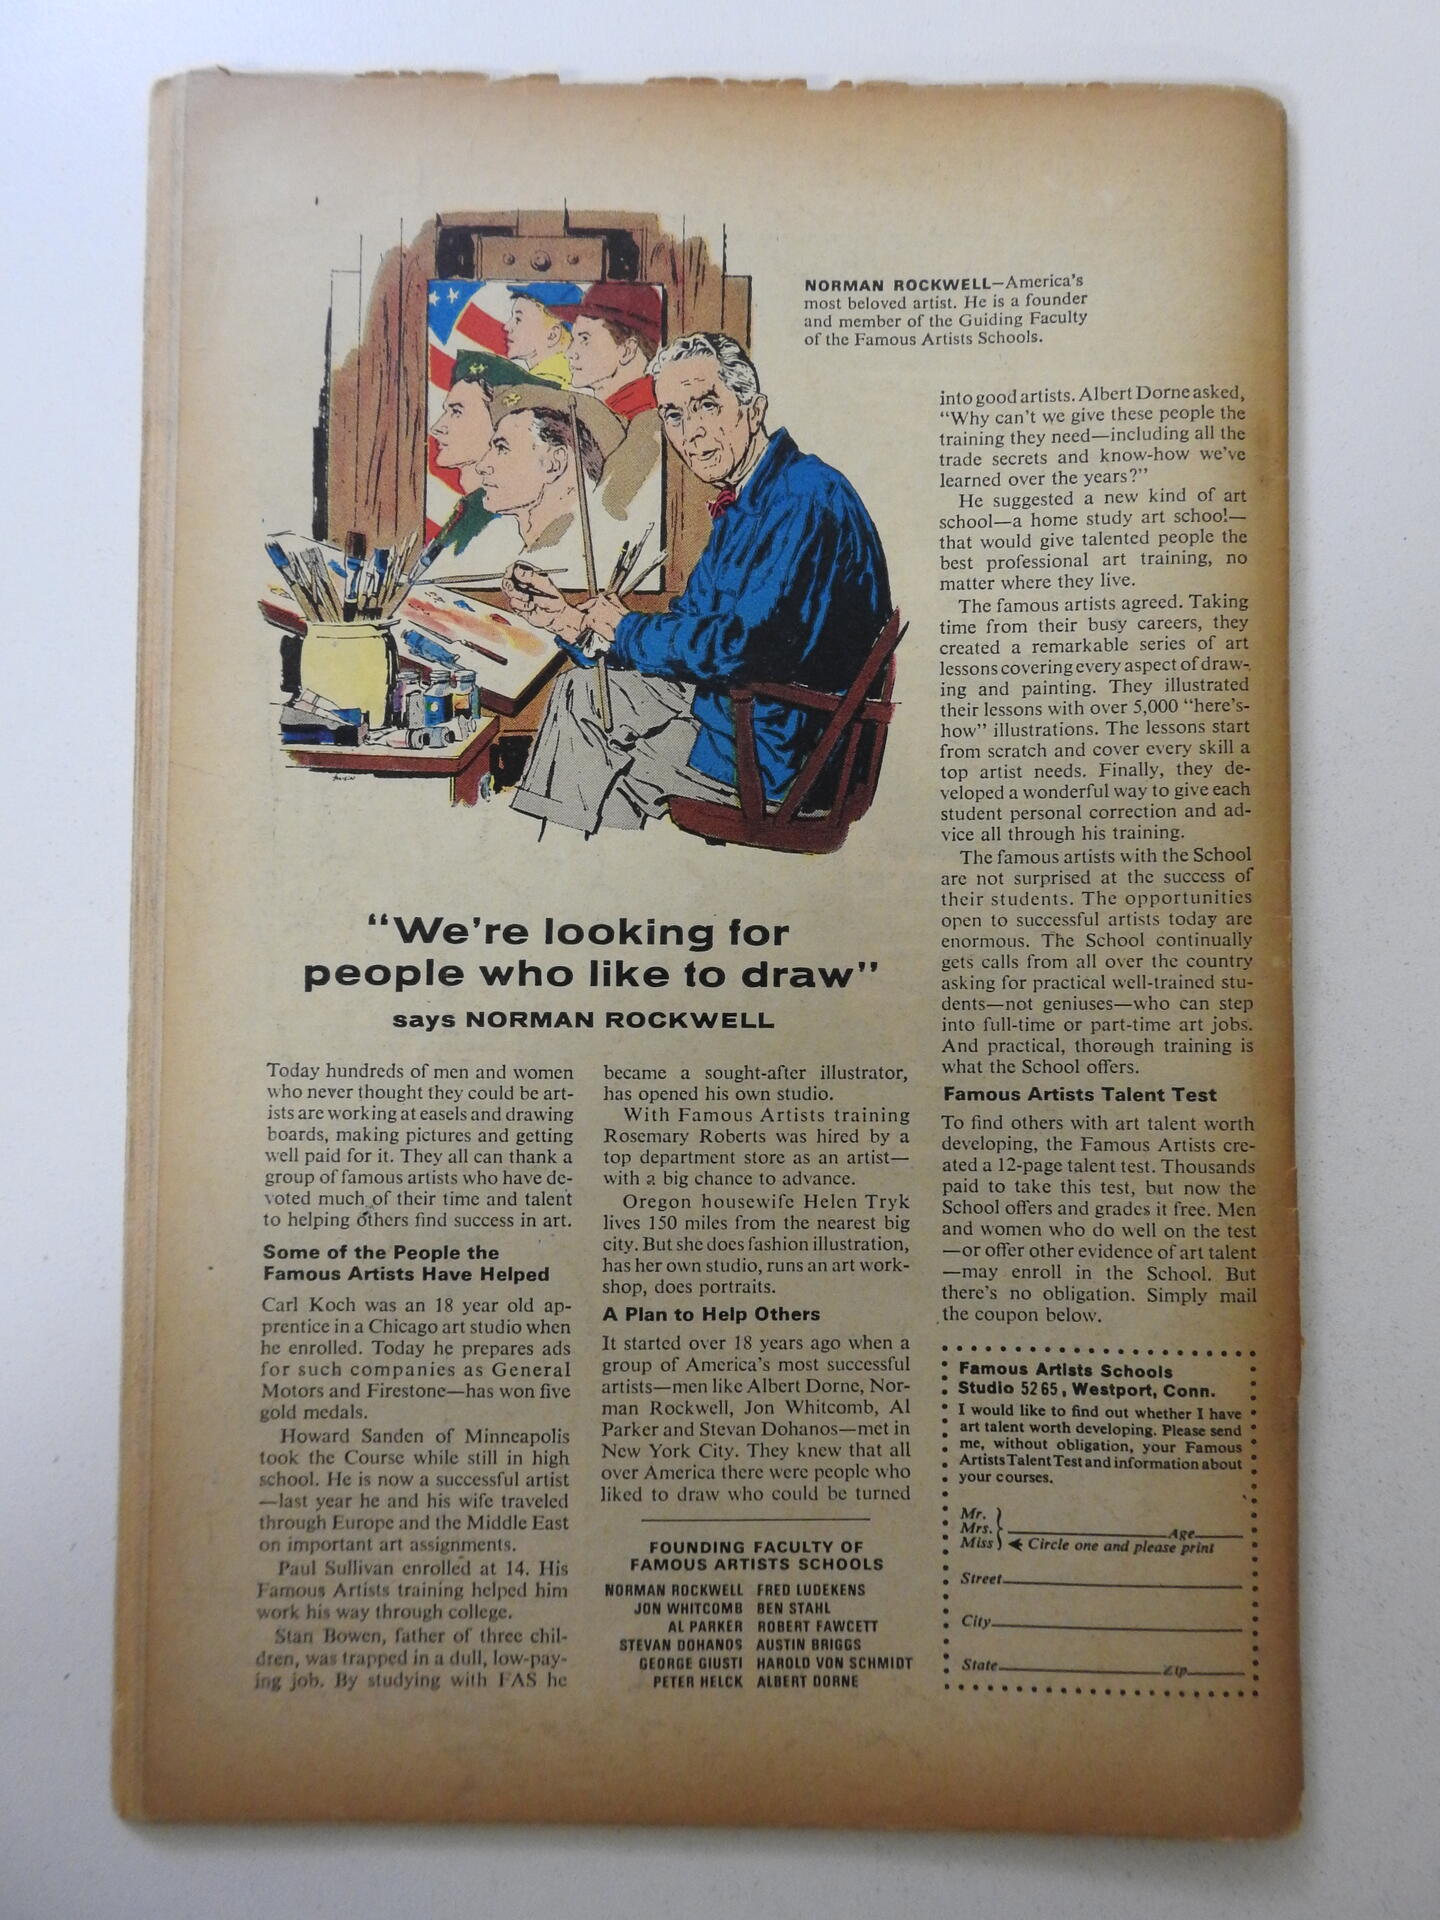 NORMAN ROCKWELL—America's
most beloved artist. He is a founder
and member of the Guiding Faculty
of the Famous Artists Schools.
"We're looking for
people who like to draw"
says NORMAN ROCKWELL
Today hundreds of men and women
who never thought they could be art-
ists are working at easels and drawing
boards, making pictures and getting
well paid for it. They all can thank a
group of famous artists who have de-
voted much of their time and talent
to helping others find success in art.
Some of the People the
Famous Artists Have Helped
Carl Koch was an 18 year old ap-
prentice in a Chicago art studio when
he enrolled. Today he prepares ads
for such companies as General
Motors and Firestone—has won five
gold medals.
Howard Sanden of Minneapolis
took the Course while still in high
school. He is now a successful artist
—last year he and his wife traveled
through Europe and the Middle East
on important art assignments.
Paul Sullivan enrolled at 14. His
Famous Artists training helped him
work his way through college.
Stan Bowen, father of three chil-
dren, was trapped in a dull, low-pay-
ing job. By studying with FAS he
became a sought-after illustrator,
has opened his own studio.
With Famous Artists training
Rosemary Roberts was hired by a
top department store as an artist—
with a big chance to advance.
Oregon housewife Helen Tryk
lives 150 miles from the nearest big
city. But she does fashion illustration,
has her own studio, runs an art work-
shop, does portraits.
A Plan to Help Others
It started over 18 years ago when a
group of America's most successful
artists—men like Albert Dorne, Nor-
man Rockwell, Jon Whitcomb, Al
Parker and Stevan Dohanos—met in
New York City. They knew that all
over America there were people who
liked to draw who could be turned
FOUNDING FACULTY OF
FAMOUS ARTISTS SCHOOLS
NORMAN ROCKWELL FRED LUDEKENS
JON WHITCOMB BEN STAHL
AL PARKER ROBERT FAWCETT
STEVAN DOHANOS AUSTIN BRIGGS
GEORGE GIUSTI HAROLD VON SCHMIDT
PETER HELCK ALBERT DORNE
into good artists. Albert Dorne asked,
"Why can't we give these people the
training they need—including all the
trade secrets and know-how we've
learned over the years?"
He suggested a new kind of art
school—a home study art school—
that would give talented people the
best professional art training, no
matter where they live.
The famous artists agreed. Taking
time from their busy careers, they
created a remarkable series of art
lessons covering every aspect of draw-
ing and painting. They illustrated
their lessons with over 5,000 "here's-
how" illustrations. The lessons start
from scratch and cover every skill a
top artist needs. Finally, they de-
veloped a wonderful way to give each
student personal correction and ad-
vice all through his training.
The famous artists with the School
are not surprised at the success of
their students. The opportunities
open to successful artists today are
enormous. The School continually
gets calls from all over the country
asking for practical well-trained stu-
dents—not geniuses—who can step
into full-time or part-time art jobs.
And practical, thorough training is
what the School offers.
Famous Artists Talent Test
To find others with art talent worth
developing, the Famous Artists cre-
ated a 12-page talent test. Thousands
paid to take this test, but now the
School offers and grades it free. Men
and women who do well on the test
—or offer other evidence of art talent
—may enroll in the School. But
there's no obligation. Simply mail
the coupon below.
Famous Artists Schools
Studio 5265, Westport, Conn.
I would like to find out whether I have
art talent worth developing. Please send
me, without obligation, your Famous
Artists Talent Test and information about
your courses.
Mr.
Mrs. Age
Miss Circle one and please print
Street
City
State Zip